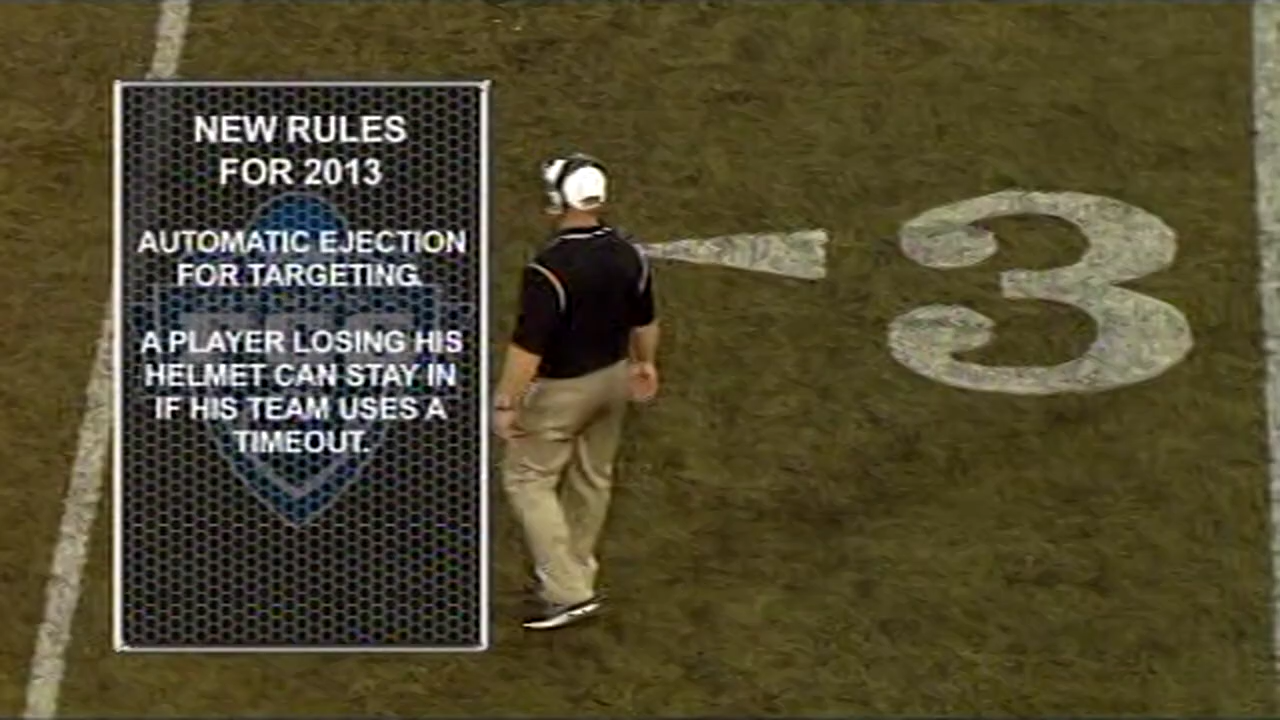 NEW RULES
FOR 2013
AUTOMATIC EJECTION
FOR TARGETING.
A PLAYER LOSING HIS
HELMET CAN STAY IN
IF HIS TEAM USES A
TIMEOUT.
3